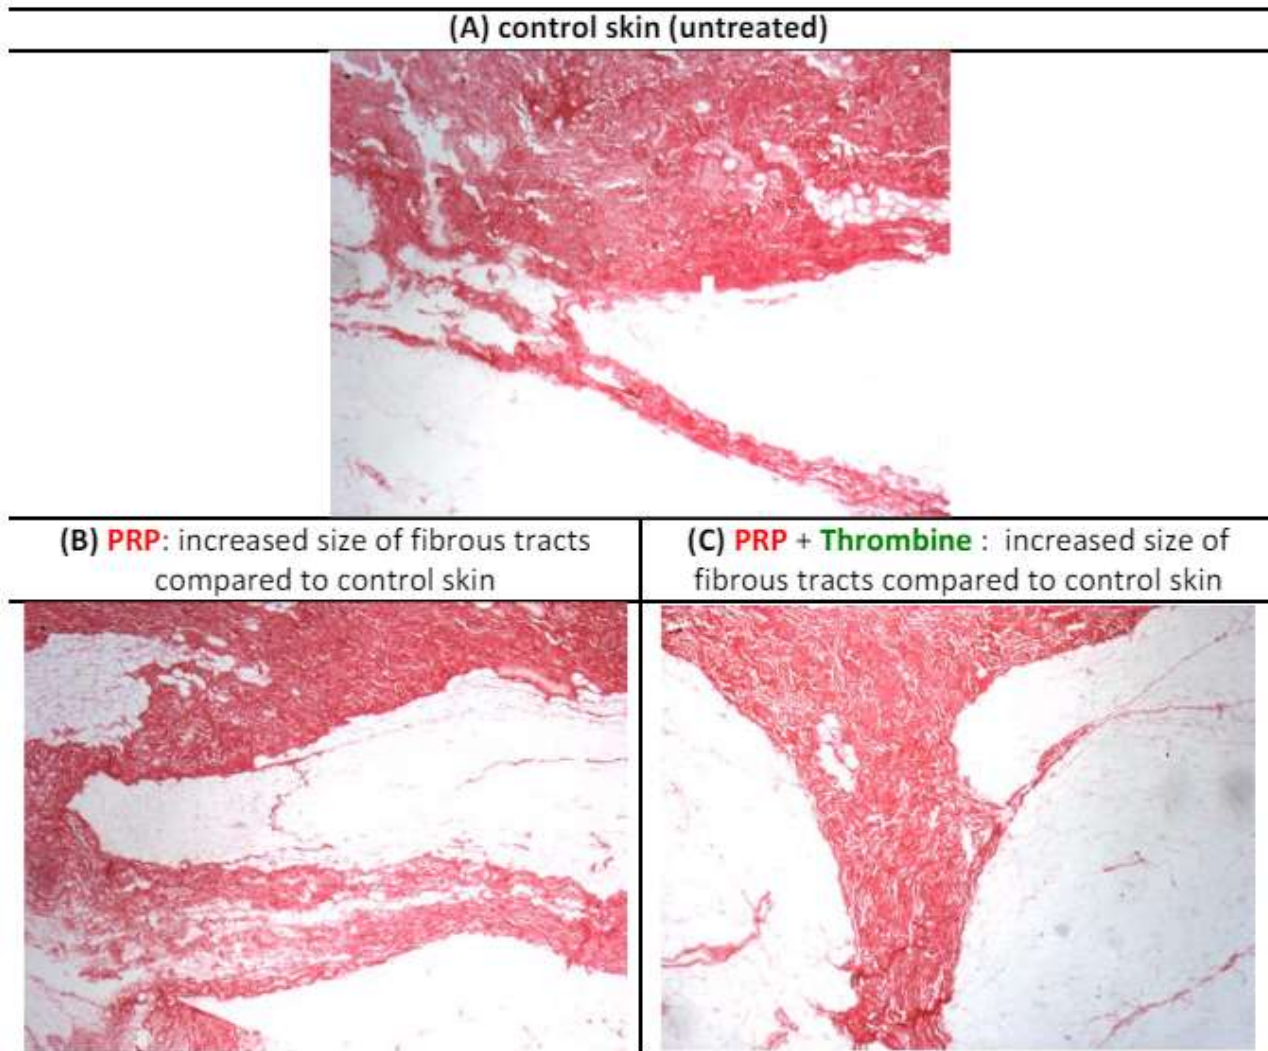 (A) control skin (untreated)
(B) PRP: increased size of fibrous tracts
compared to control skin
(C) PRP + Thrombine : increased size of
fibrous tracts compared to control skin